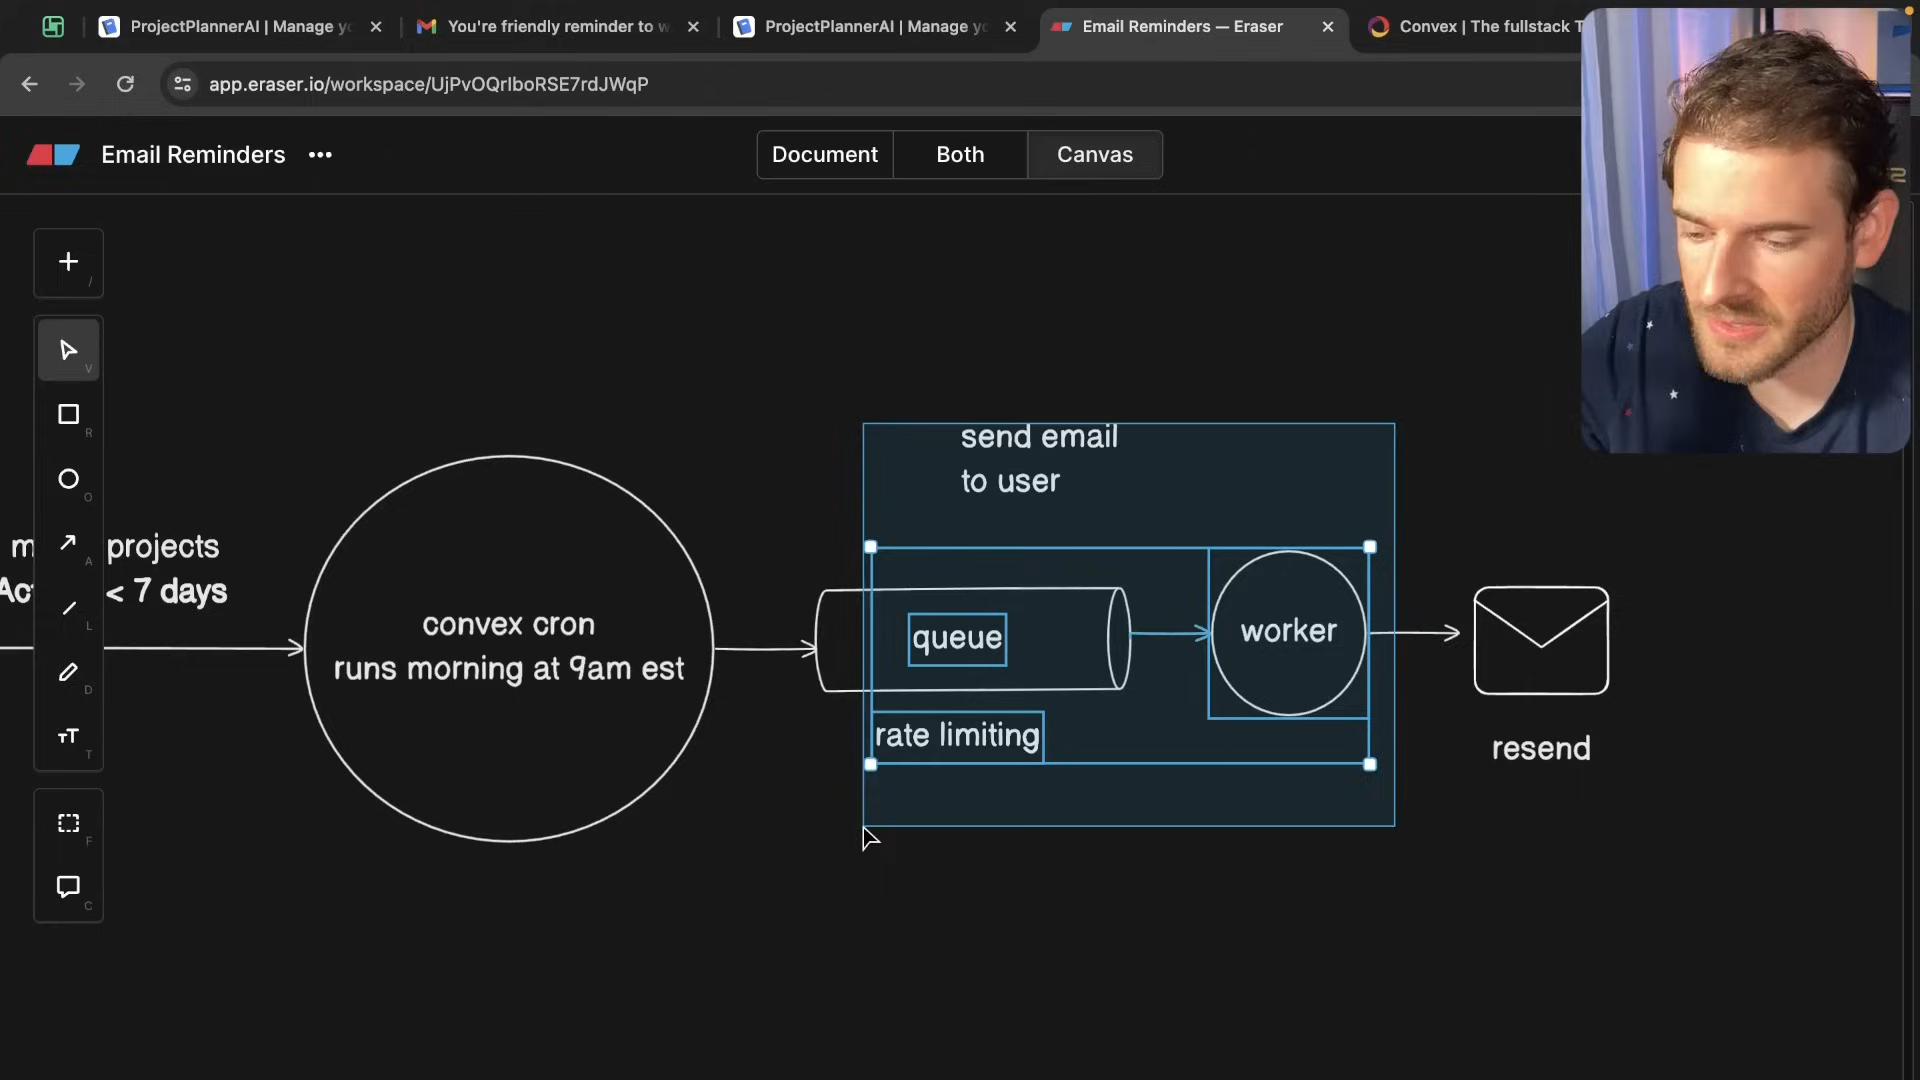 ProjectPlannerAI | Manage yo
You're friendly reminder to w
ProjectPlannerAI | Manage yo
Email Reminders — Eraser
Convex | The fullstack T
app.eraser.io/workspace/UjPvOQrIboRSE7rdJWqP
Email Reminders
Document
Both
Canvas
/
V
R
O
A
L
D
T
F
C
projects
< 7 days
convex cron
runs morning at 9am est
send email
to user
queue
rate limiting
worker
resend